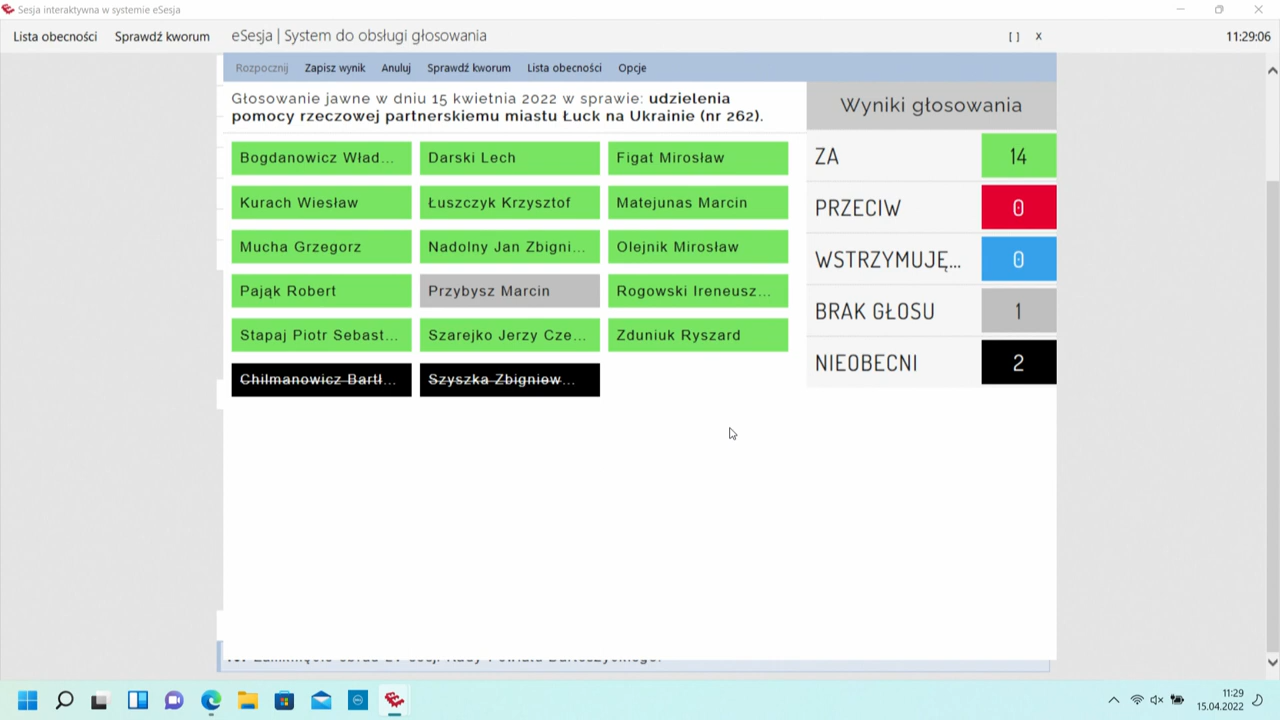 Sesja interaktywna w systemie eSesja
Lista obecności Sprawdź kworum eSesja | System do obsługi głosowania [ ] x 11:29:06
Rozpocznij Zapisz wynik Anuluj Sprawdź kworum Lista obecności Opcje
Głosowanie jawne w dniu 15 kwietnia 2022 w sprawie: udzielenia
pomocy rzeczowej partnerskiemu miastu Łuck na Ukrainie (nr 262).
Bogdanowicz Wład... Darski Lech Figat Mirosław
Kurach Wiesław Łuszczyk Krzysztof Matejunas Marcin
Mucha Grzegorz Nadolny Jan Zbigni... Olejnik Mirosław
Pająk Robert Przybysz Marcin Rogowski Ireneusz...
Stapaj Piotr Sebast... Szarejko Jerzy Cze... Zduniuk Ryszard
Chilmanowicz Bartł... Szyszka Zbigniew...
Wyniki głosowania
ZA 14
PRZECIW 0
WSTRZYMUJĘ... 0
BRAK GŁOSU 1
NIEOBECNI 2
11:29
15.04.2022